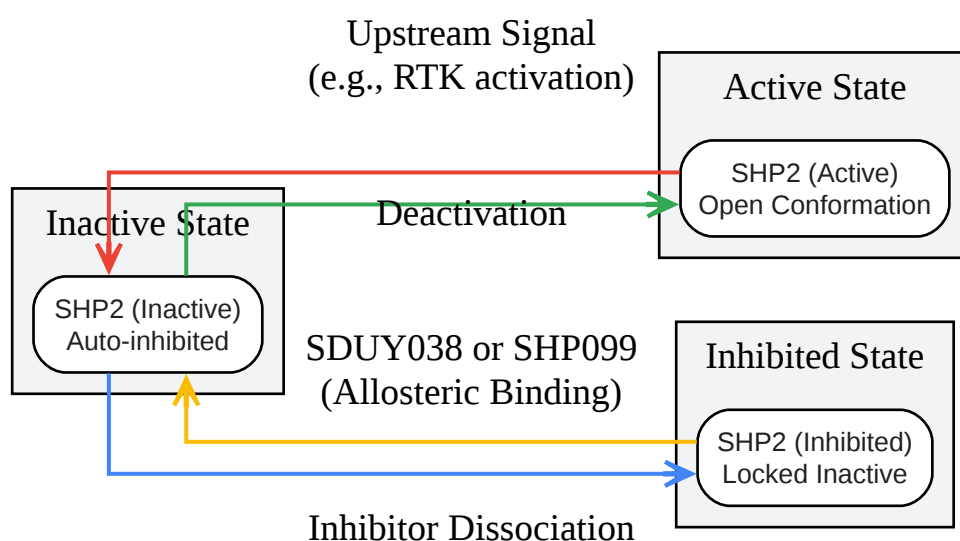 Upstream Signal
(e.g., RTK activation)
Active State
SHP2 (Active)
Open Conformation
Deactivation
Inactive State
SHP2 (Inactive)
Auto-inhibited
SDUY038 or SHP099
(Allosteric Binding)
Inhibited State
SHP2 (Inhibited)
Locked Inactive
Inhibitor Dissociation